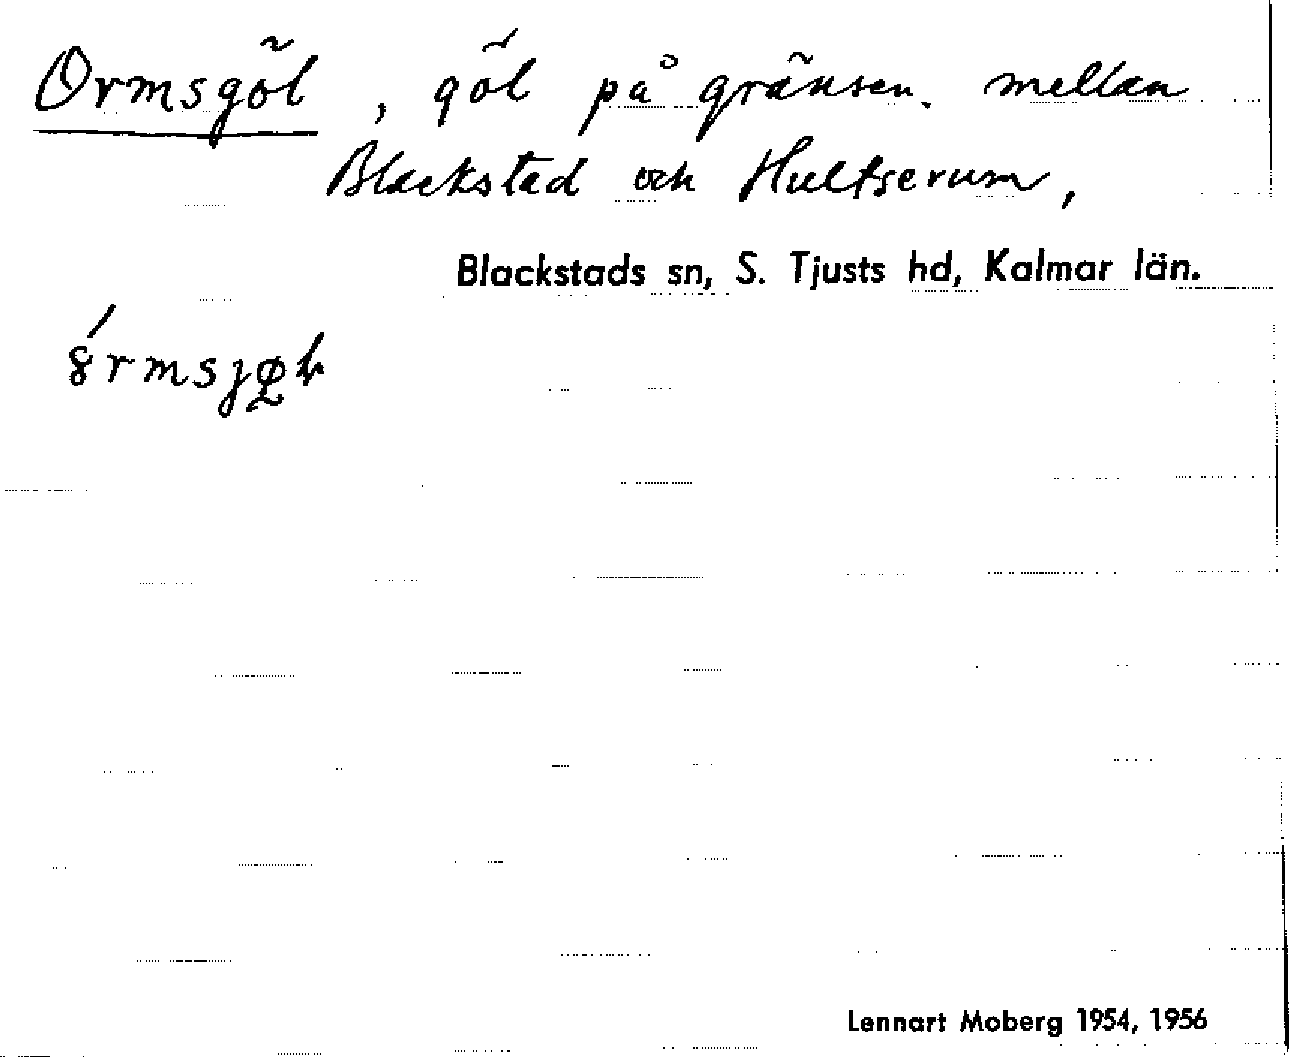 Ormsgöl, göl på gränsen mellan
Blackstad och Hultserum,
Blackstads sn, S. Tjusts hd, Kalmar län.
Lennart Moberg 1954, 1956